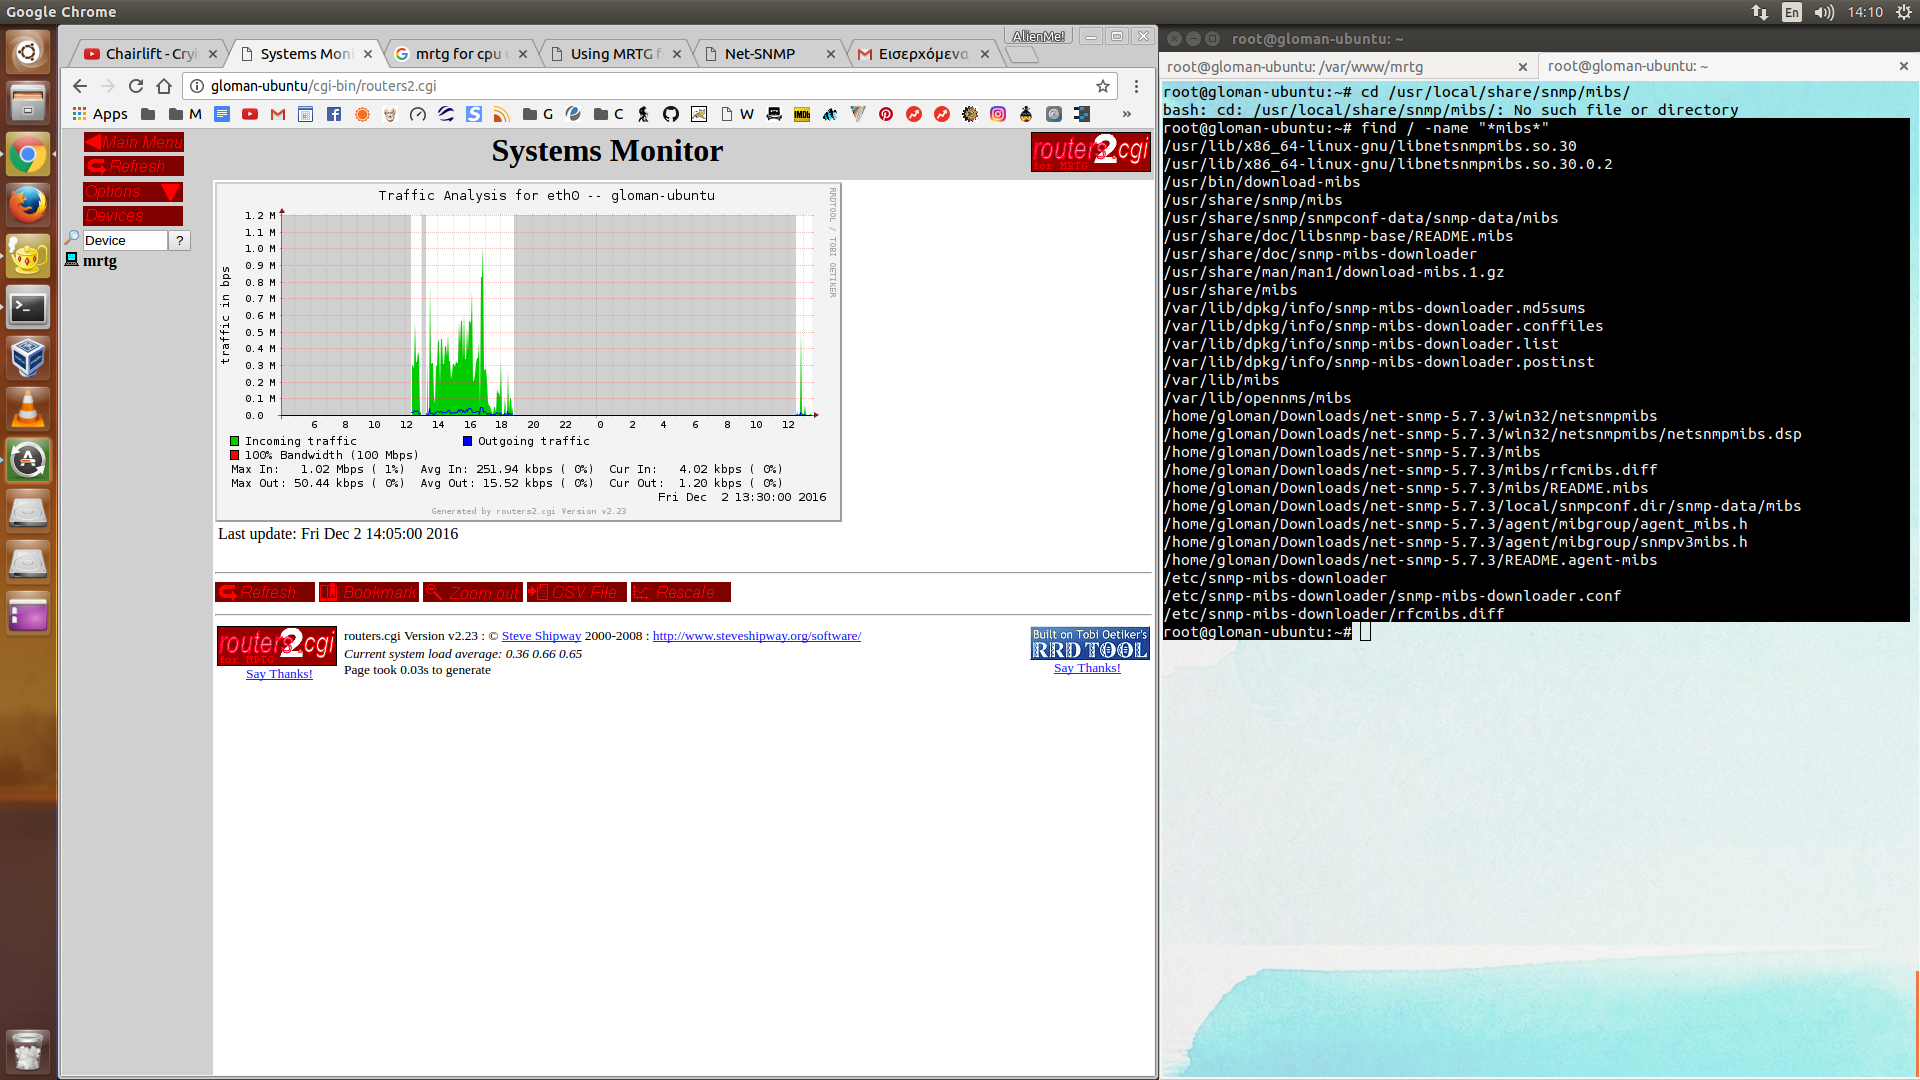 Google Chrome
En
14:10
Chairlift - Cryi
Systems Moni
mrtg for cpu
Using MRTG f
Net-SNMP
Εισερχόμενα
AlienMe!
gloman-ubuntu/cgi-bin/routers2.cgi
Apps
M
G
C
W
IMDb
»
Main Menu
Refresh
Options
Devices
Device
?
mrtg
Systems Monitor
routers2.cgi
for MRTG
Traffic Analysis for eth0 -- gloman-ubuntu
RRDTOOL / TOBI OETIKER
traffic in bps
1.2 M
1.1 M
1.0 M
0.9 M
0.8 M
0.7 M
0.6 M
0.5 M
0.4 M
0.3 M
0.2 M
0.1 M
0.0
6 8 10 12 14 16 18 20 22 0 2 4 6 8 10 12
Incoming traffic Outgoing traffic
100% Bandwidth (100 Mbps)
Max In: 1.02 Mbps ( 1%) Avg In: 251.94 kbps ( 0%) Cur In: 4.02 kbps ( 0%)
Max Out: 50.44 kbps ( 0%) Avg Out: 15.52 kbps ( 0%) Cur Out: 1.20 kbps ( 0%)
Fri Dec 2 13:30:00 2016
Generated by routers2.cgi Version v2.23
Last update: Fri Dec 2 14:05:00 2016
Refresh Bookmark Zoom out CSV File Rescale
routers2.cgi
for MRTG
Say Thanks!
routers.cgi Version v2.23 : © Steve Shipway 2000-2008 : http://www.steveshipway.org/software/
Current system load average: 0.36 0.66 0.65
Page took 0.03s to generate
Built on Tobi Oetiker's
RRD TOOL
Say Thanks!
root@gloman-ubuntu: ~
root@gloman-ubuntu: /var/www/mrtg
root@gloman-ubuntu: ~
root@gloman-ubuntu:~# cd /usr/local/share/snmp/mibs/
bash: cd: /usr/local/share/snmp/mibs/: No such file or directory
root@gloman-ubuntu:~# find / -name "*mibs*"
/usr/lib/x86_64-linux-gnu/libnetsnmpmibs.so.30
/usr/lib/x86_64-linux-gnu/libnetsnmpmibs.so.30.0.2
/usr/bin/download-mibs
/usr/share/snmp/mibs
/usr/share/snmp/snmpconf-data/snmp-data/mibs
/usr/share/doc/libsnmp-base/README.mibs
/usr/share/doc/snmp-mibs-downloader
/usr/share/man/man1/download-mibs.1.gz
/usr/share/mibs
/var/lib/dpkg/info/snmp-mibs-downloader.md5sums
/var/lib/dpkg/info/snmp-mibs-downloader.conffiles
/var/lib/dpkg/info/snmp-mibs-downloader.list
/var/lib/dpkg/info/snmp-mibs-downloader.postinst
/var/lib/mibs
/var/lib/opennms/mibs
/home/gloman/Downloads/net-snmp-5.7.3/win32/netsnmpmibs
/home/gloman/Downloads/net-snmp-5.7.3/win32/netsnmpmibs/netsnmpmibs.dsp
/home/gloman/Downloads/net-snmp-5.7.3/mibs
/home/gloman/Downloads/net-snmp-5.7.3/mibs/rfcmibs.diff
/home/gloman/Downloads/net-snmp-5.7.3/mibs/README.mibs
/home/gloman/Downloads/net-snmp-5.7.3/local/snmpconf.dir/snmp-data/mibs
/home/gloman/Downloads/net-snmp-5.7.3/agent/mibgroup/agent_mibs.h
/home/gloman/Downloads/net-snmp-5.7.3/agent/mibgroup/snmpv3mibs.h
/home/gloman/Downloads/net-snmp-5.7.3/README.agent-mibs
/etc/snmp-mibs-downloader
/etc/snmp-mibs-downloader/snmp-mibs-downloader.conf
/etc/snmp-mibs-downloader/rfcmibs.diff
root@gloman-ubuntu:~#